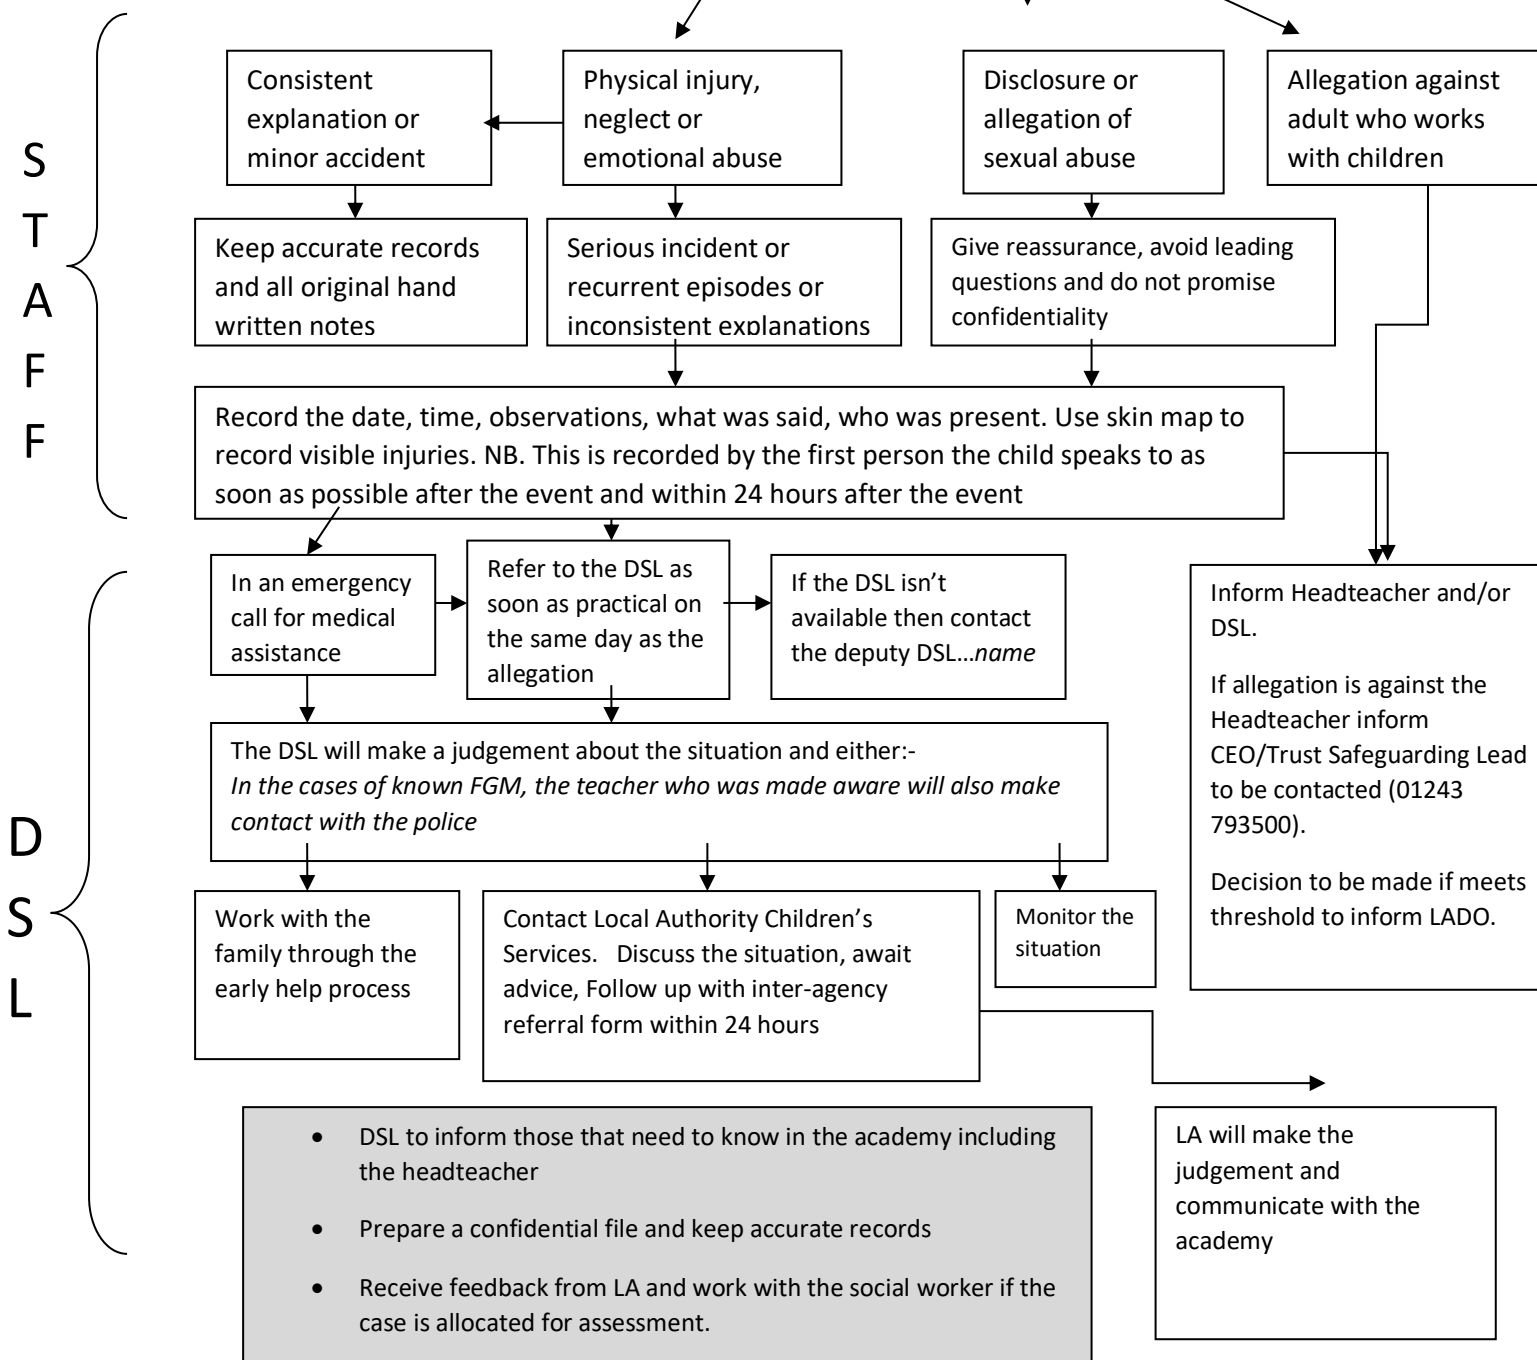 S
T
A
F
F
Consistent
explanation or
minor accident
Physical injury,
neglect or
emotional abuse
Disclosure or
allegation of
sexual abuse
Allegation against
adult who works
with children
Keep accurate records
and all original hand
written notes
Serious incident or
recurrent episodes or
inconsistent explanations
Give reassurance, avoid leading
questions and do not promise
confidentiality
Record the date, time, observations, what was said, who was present. Use skin map to
record visible injuries. NB. This is recorded by the first person the child speaks to as
soon as possible after the event and within 24 hours after the event
D
S
L
In an emergency
call for medical
assistance
Refer to the DSL as
soon as practical on
the same day as the
allegation
If the DSL isn’t
available then contact
the deputy DSL…name
Inform Headteacher and/or
DSL.
If allegation is against the
Headteacher inform
CEO/Trust Safeguarding Lead
to be contacted (01243
793500).
Decision to be made if meets
threshold to inform LADO.
The DSL will make a judgement about the situation and either:-
In the cases of known FGM, the teacher who was made aware will also make
contact with the police
Work with the
family through the
early help process
Contact Local Authority Children’s
Services.   Discuss the situation, await
advice, Follow up with inter-agency
referral form within 24 hours
Monitor the
situation
• DSL to inform those that need to know in the academy including
the headteacher
• Prepare a confidential file and keep accurate records
• Receive feedback from LA and work with the social worker if the
case is allocated for assessment.
LA will make the
judgement and
communicate with the
academy